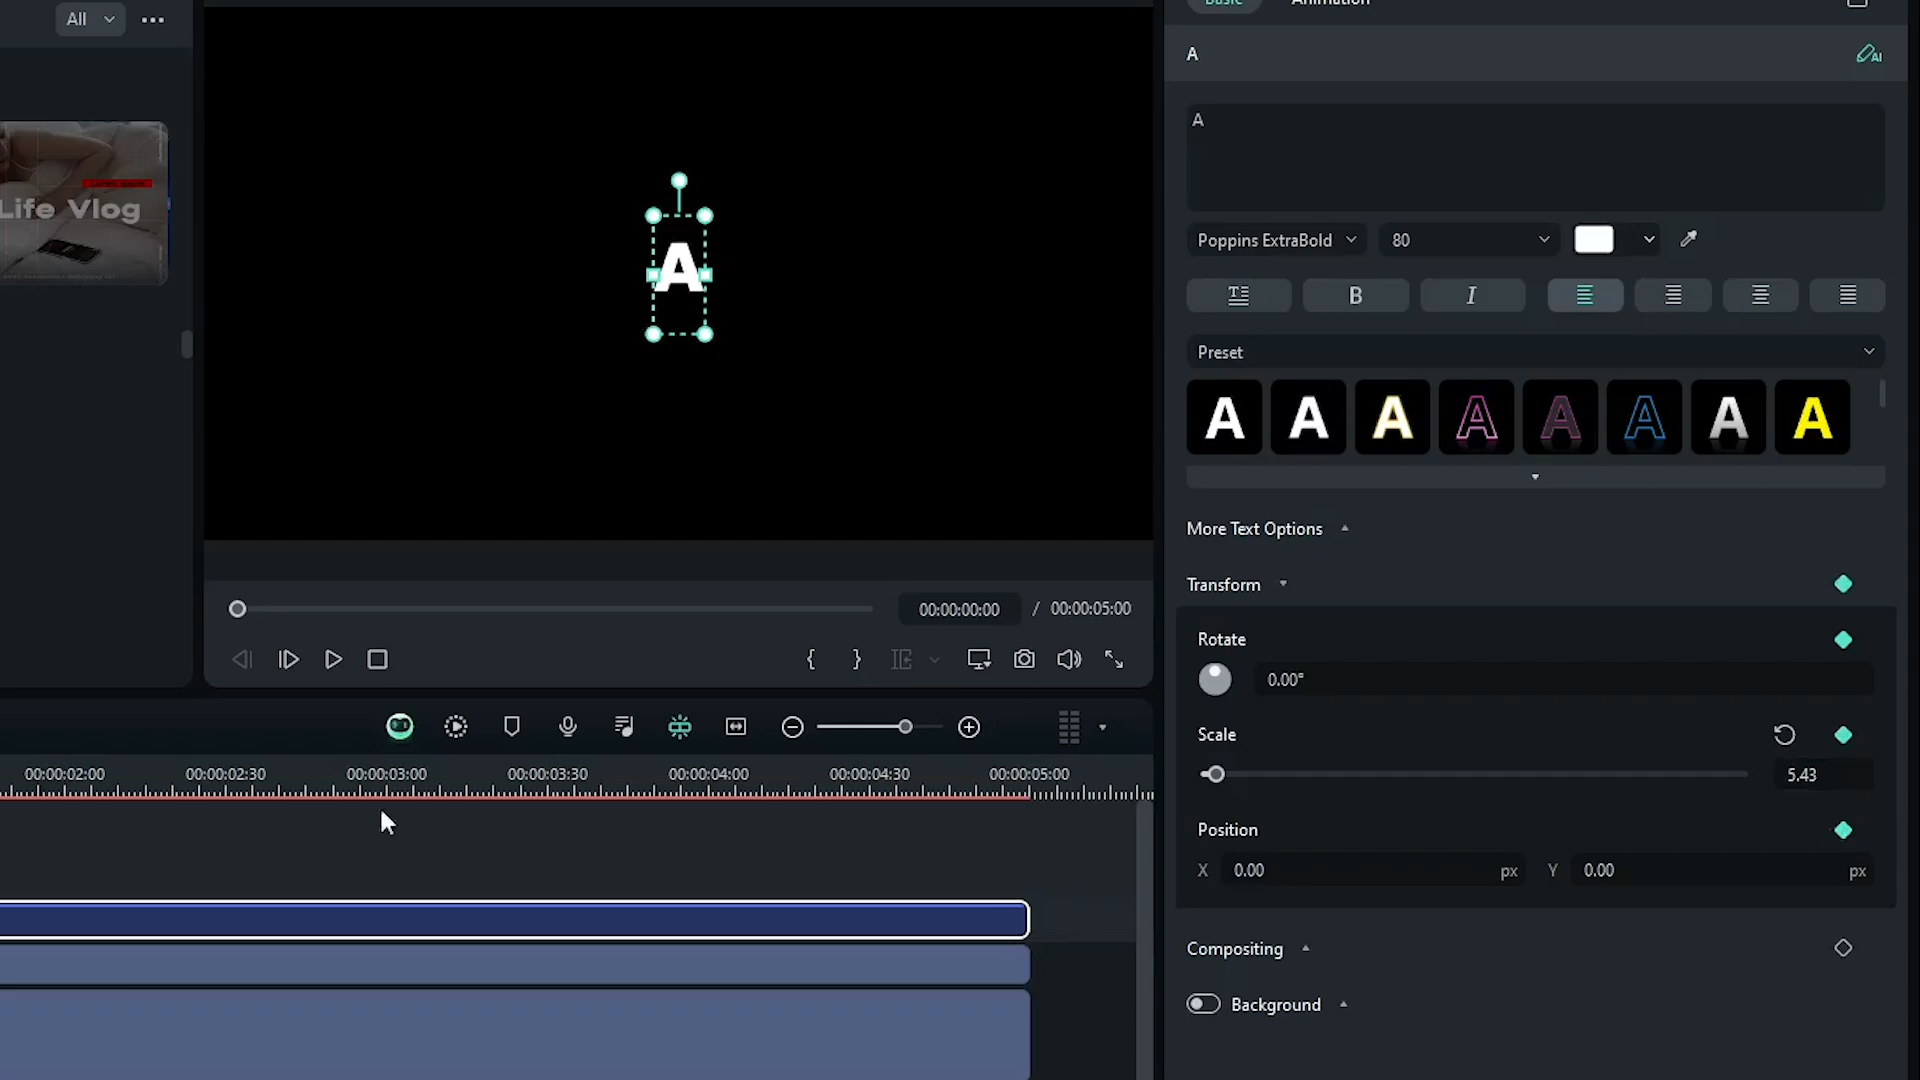 All
Life Vlog
Basic
Animation
A
AI
A
Poppins ExtraBold
80
B
I
Preset
A A A A A A A A
More Text Options
Transform
Rotate
0.00°
Scale
5.43
Position
X 0.00 px Y 0.00 px
Compositing
Background
A
00:00:00:00 / 00:00:05:00
{ }
00:00:02:00 00:00:02:30 00:00:03:00 00:00:03:30 00:00:04:00 00:00:04:30 00:00:05:00